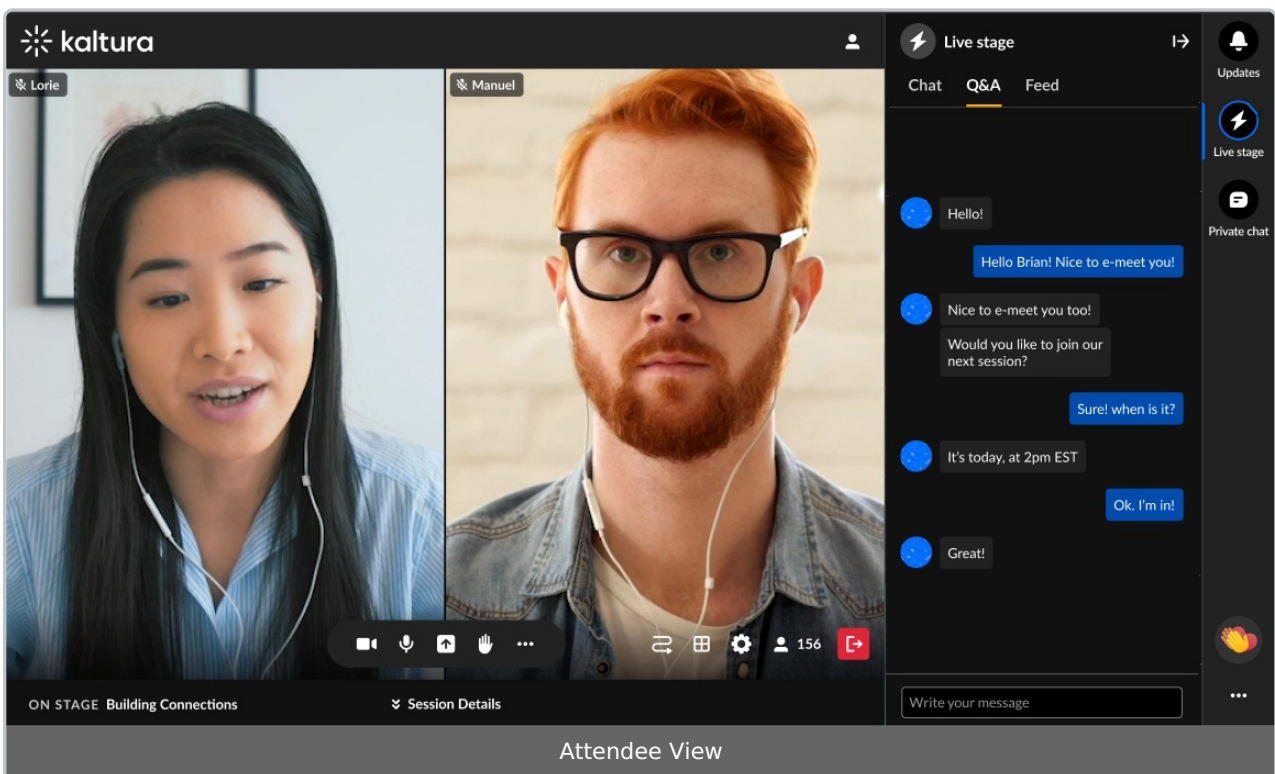 kaltura
Lorie
Manuel
156
ON STAGE Building Connections
Session Details
Live stage
Chat Q&A Feed
Hello!
Hello Brian! Nice to e-meet you!
Nice to e-meet you too!
Would you like to join our
next session?
Sure! when is it?
It's today, at 2pm EST
Ok. I'm in!
Great!
Write your message
Updates
Live stage
Private chat
Attendee View